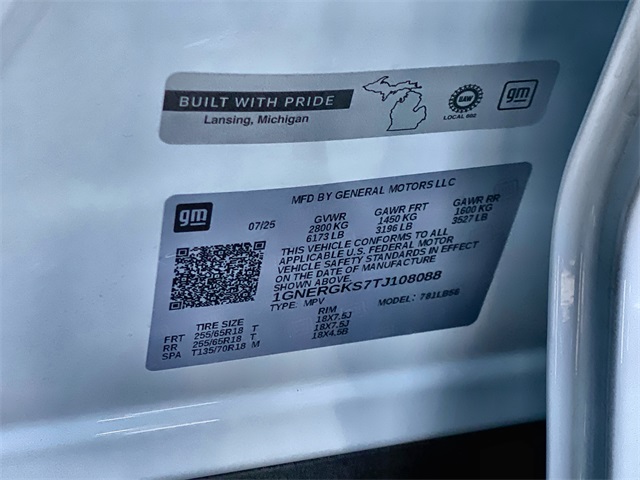 BUILT WITH PRIDE
Lansing, Michigan
UAW
LOCAL 602
gm
MFD BY GENERAL MOTORS LLC
gm
07/25 GVWR GAWR FRT GAWR RR
2800 KG 1450 KG 1600 KG
6173 LB 3196 LB 3527 LB
THIS VEHICLE CONFORMS TO ALL
APPLICABLE U.S. FEDERAL MOTOR
VEHICLE SAFETY STANDARDS IN EFFECT
ON THE DATE OF MANUFACTURE
SHOWN ABOVE.
1GNERGKS7TJ108088
TYPE: MPV MODEL:
TIRE SIZE RIM
FRT 255/65R18 T 18X7.5J
RR 255/65R18 T 18X7.5J
SPA T135/70R18 M 18X4.5B